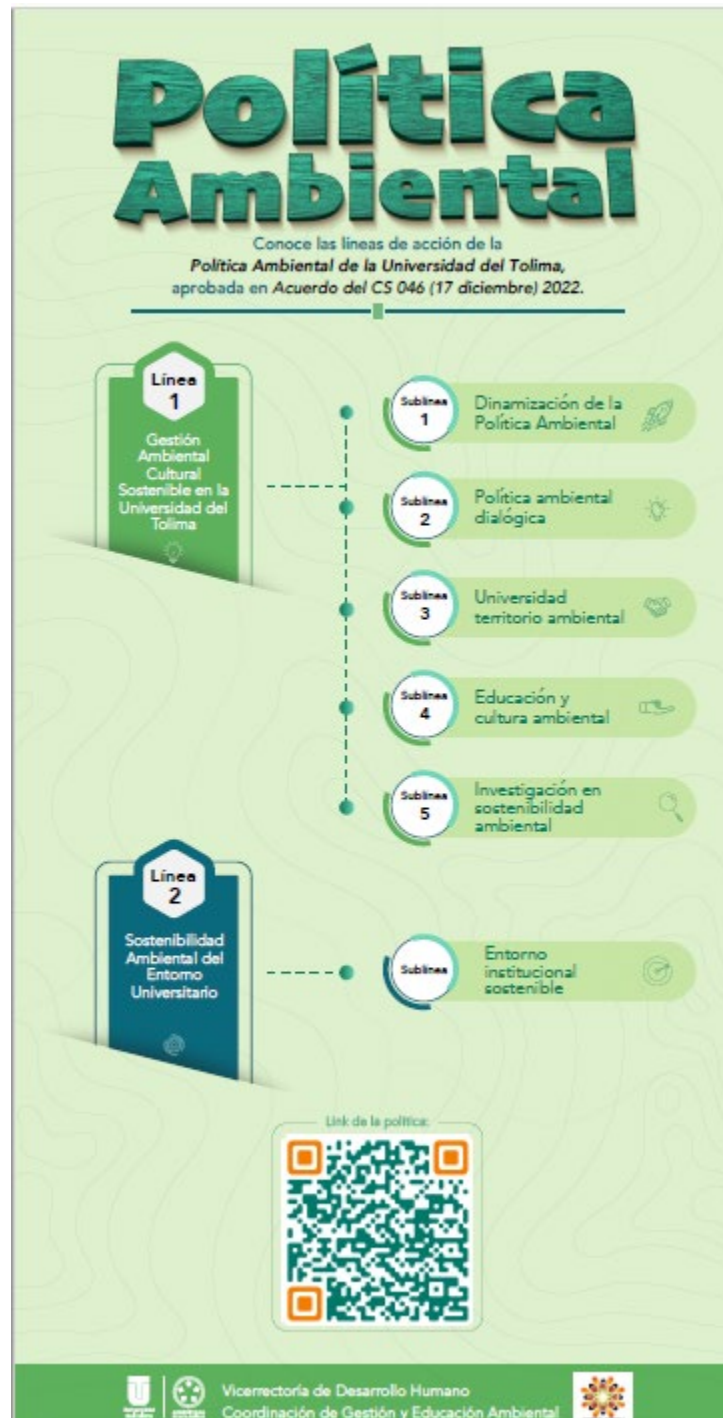 Política
Ambiental
Conoce las líneas de acción de la
Política Ambiental de la Universidad del Tolima,
aprobada en Acuerdo del CS 046 (17 diciembre) 2022.
Línea
1
Gestión
Ambiental
Cultural
Sostenible en la
Universidad del
Tolima
Sublínea
1
Dinamización de la
Política Ambiental
Sublínea
2
Política ambiental
dialógica
Sublínea
3
Universidad
territorio ambiental
Sublínea
4
Educación y
cultura ambiental
Sublínea
5
Investigación en
sostenibilidad
ambiental
Línea
2
Sostenibilidad
Ambiental del
Entorno
Universitario
Sublínea
Entorno
institucional
sostenible
Link de la política:
Vicerrectoría de Desarrollo Humano
Coordinación de Gestión y Educación Ambiental